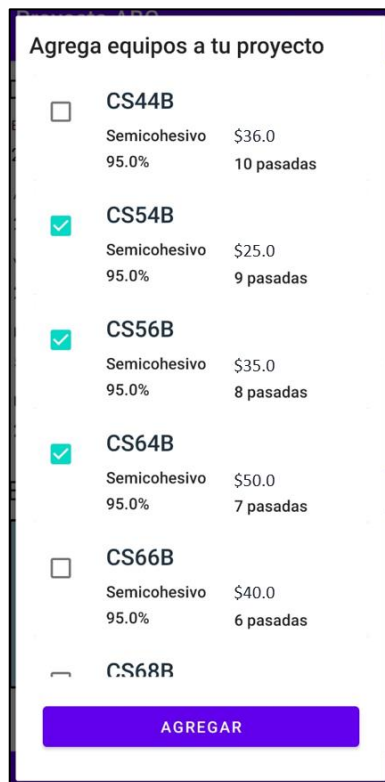 Agrega equipos a tu proyecto
CS44B
Semicohesivo $36.0
95.0% 10 pasadas
CS54B
Semicohesivo $25.0
95.0% 9 pasadas
CS56B
Semicohesivo $35.0
95.0% 8 pasadas
CS64B
Semicohesivo $50.0
95.0% 7 pasadas
CS66B
Semicohesivo $40.0
95.0% 6 pasadas
CS68B
AGREGAR